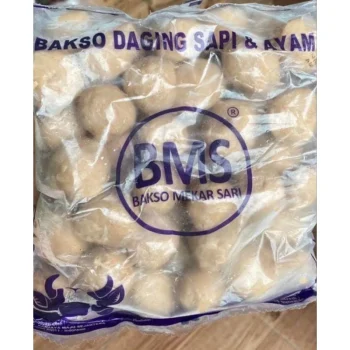 BAKSO DAGING SAPI & AYAM
®
BMS
BAKSO MEKAR SARI